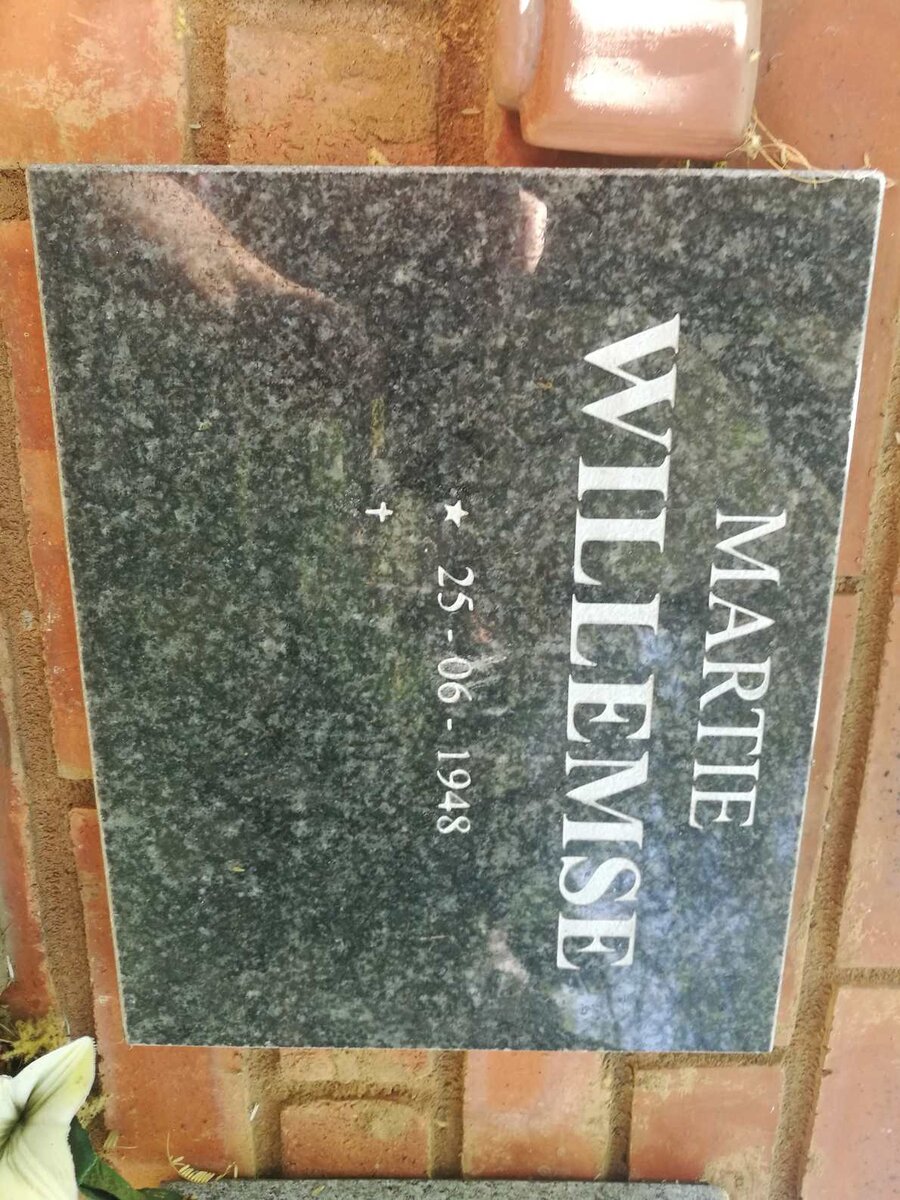 MARTIE
WILLEMSE
★ 25 - 06 - 1948
✝